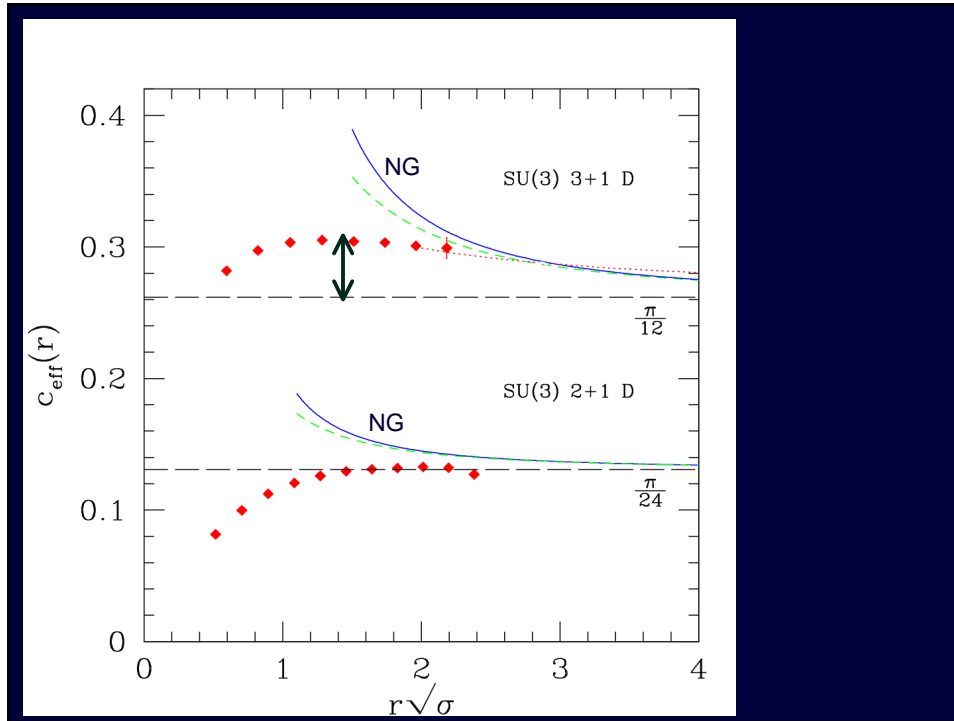 0.4
NG
SU(3) 3+1 D
0.3
π
12
c_eff(r)
0.2
SU(3) 2+1 D
NG
π
24
0.1
0
0 1 2 3 4
r√σ